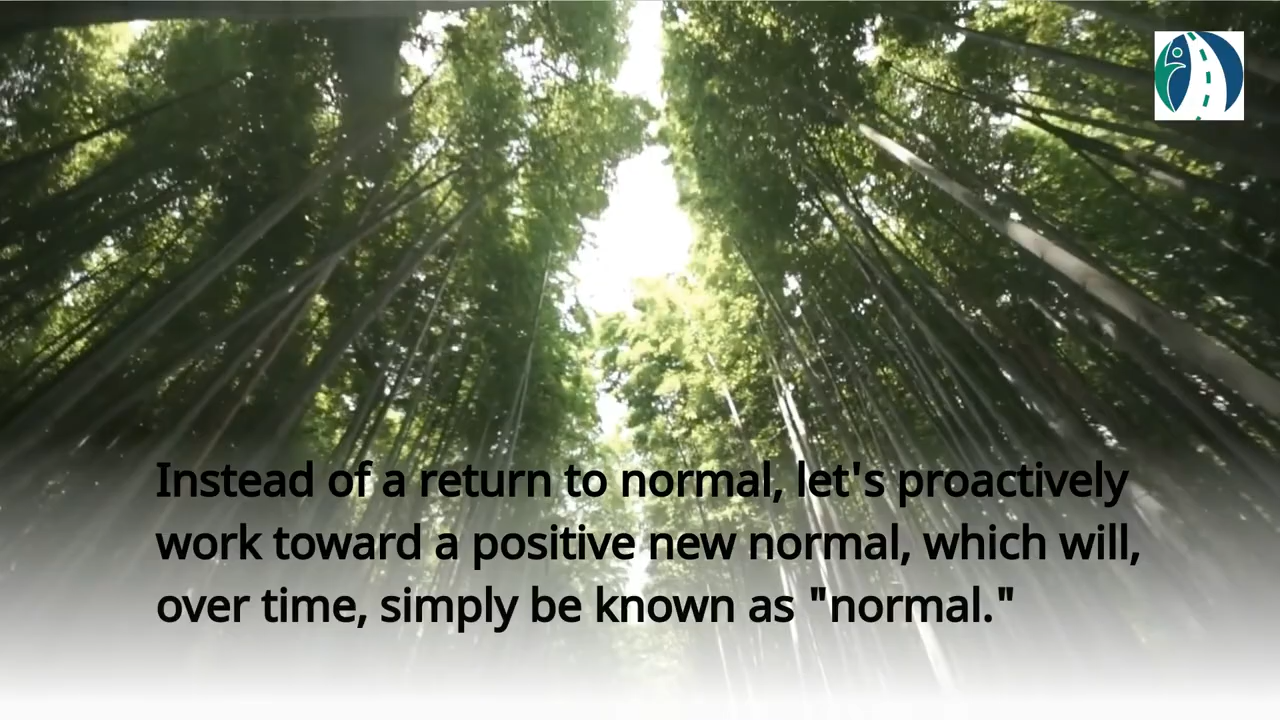 Instead of a return to normal, let's proactively
work toward a positive new normal, which will,
over time, simply be known as "normal."